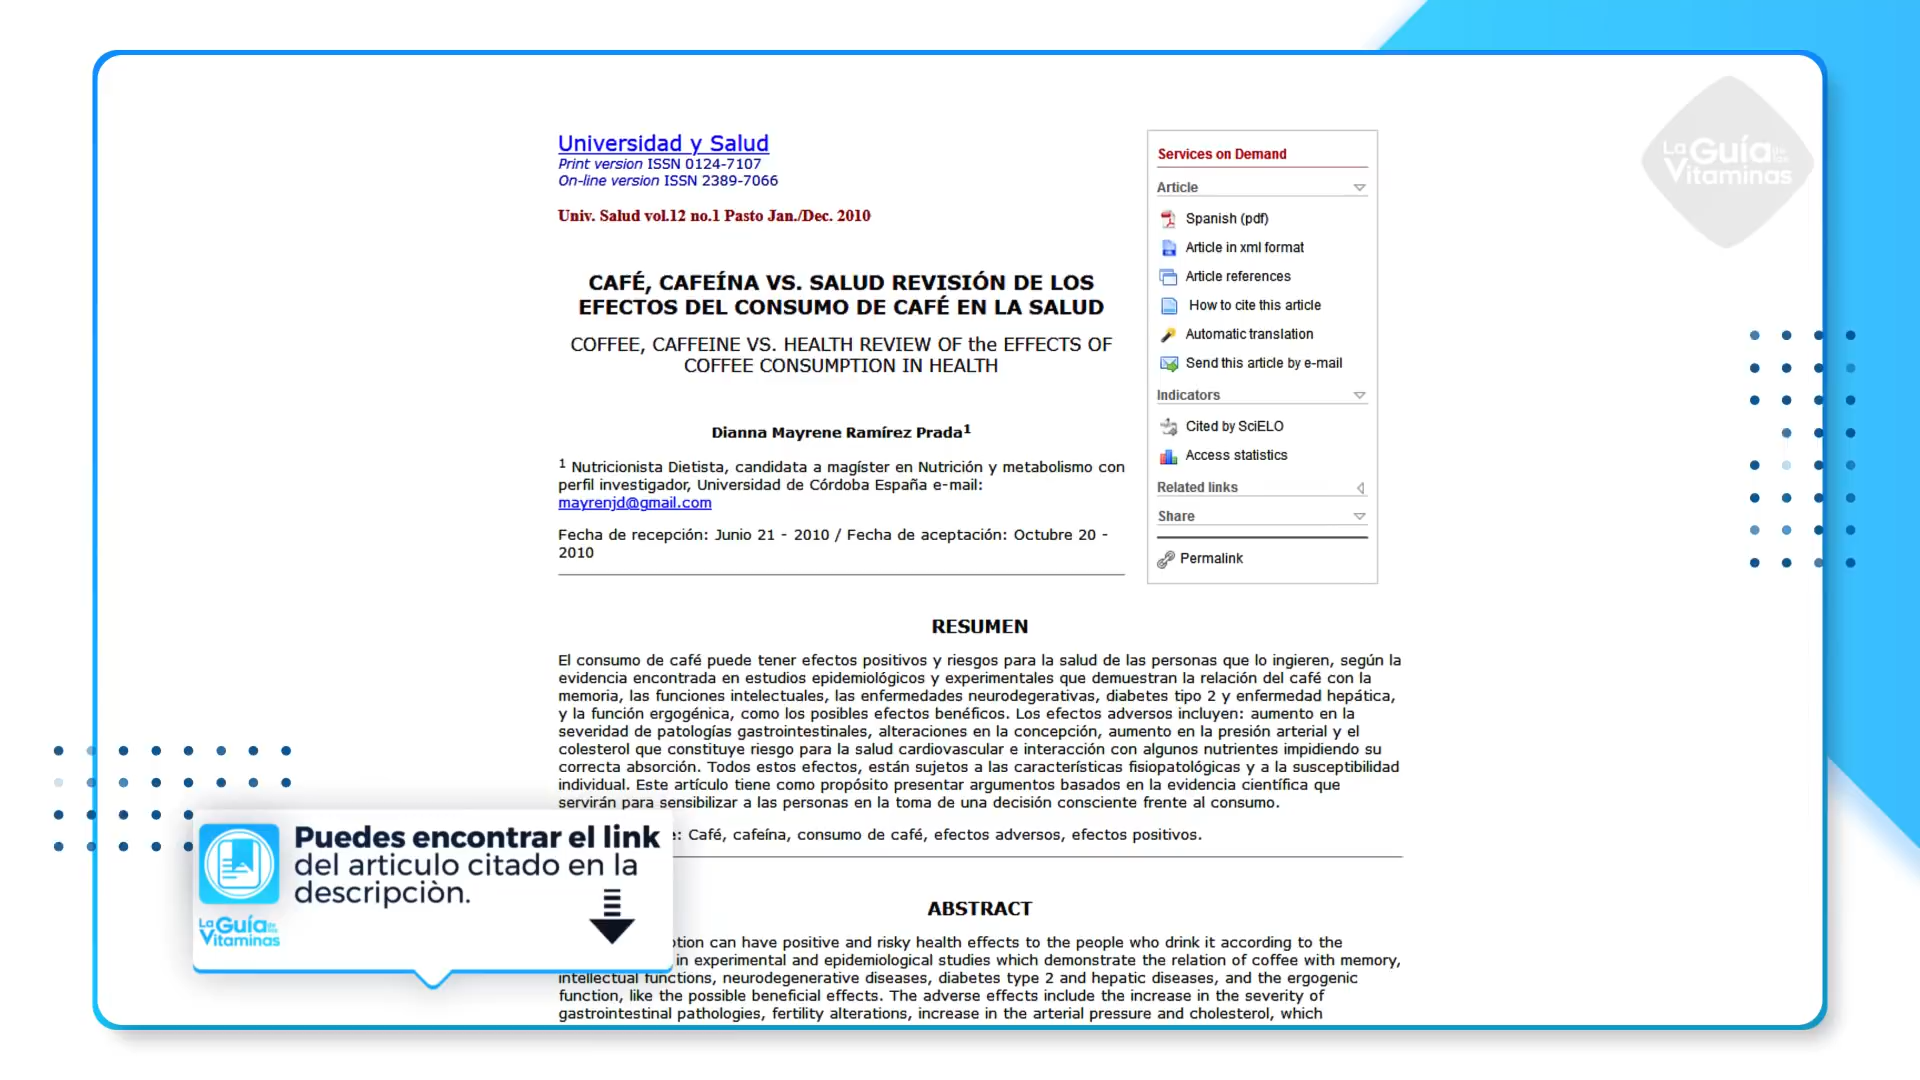 Universidad y Salud
Print version ISSN 0124-7107
On-line version ISSN 2389-7066
Univ. Salud vol.12 no.1 Pasto Jan./Dec. 2010
CAFÉ, CAFEÍNA VS. SALUD REVISIÓN DE LOS
EFECTOS DEL CONSUMO DE CAFÉ EN LA SALUD
COFFEE, CAFFEINE VS. HEALTH REVIEW OF the EFFECTS OF
COFFEE CONSUMPTION IN HEALTH
Dianna Mayrene Ramírez Prada1
1 Nutricionista Dietista, candidata a magíster en Nutrición y metabolismo con
perfil investigador, Universidad de Córdoba España e-mail:
mayrenjd@gmail.com
Fecha de recepción: Junio 21 - 2010 / Fecha de aceptación: Octubre 20 -
2010
Services on Demand
Article
Spanish (pdf)
Article in xml format
Article references
How to cite this article
Automatic translation
Send this article by e-mail
Indicators
Cited by SciELO
Access statistics
Related links
Share
Permalink
La Guía de las
Vitaminas
RESUMEN
El consumo de café puede tener efectos positivos y riesgos para la salud de las personas que lo ingieren, según la
evidencia encontrada en estudios epidemiológicos y experimentales que demuestran la relación del café con la
memoria, las funciones intelectuales, las enfermedades neurodegerativas, diabetes tipo 2 y enfermedad hepática,
y la función ergogénica, como los posibles efectos benéficos. Los efectos adversos incluyen: aumento en la
severidad de patologías gastrointestinales, alteraciones en la concepción, aumento en la presión arterial y el
colesterol que constituye riesgo para la salud cardiovascular e interacción con algunos nutrientes impidiendo su
correcta absorción. Todos estos efectos, están sujetos a las características fisiopatológicas y a la susceptibilidad
individual. Este artículo tiene como propósito presentar argumentos basados en la evidencia científica que
servirán para sensibilizar a las personas en la toma de una decisión consciente frente al consumo.
: Café, cafeína, consumo de café, efectos adversos, efectos positivos.
Puedes encontrar el link
del articulo citado en la
descripciòn.
La Guía de las
Vitaminas
ABSTRACT
can have positive and risky health effects to the people who drink it according to the
in experimental and epidemiological studies which demonstrate the relation of coffee with memory,
intellectual functions, neurodegenerative diseases, diabetes type 2 and hepatic diseases, and the ergogenic
function, like the possible beneficial effects. The adverse effects include the increase in the severity of
gastrointestinal pathologies, fertility alterations, increase in the arterial pressure and cholesterol, which